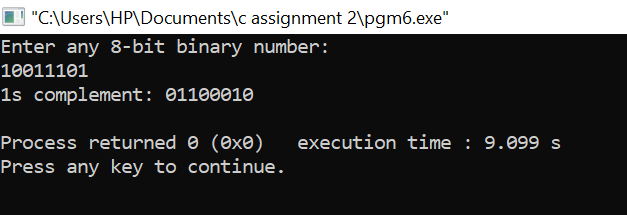 "C:\Users\HP\Documents\c assignment 2\pgm6.exe"
Enter any 8-bit binary number:
10011101
1s complement: 01100010
Process returned 0 (0x0)   execution time : 9.099 s
Press any key to continue.